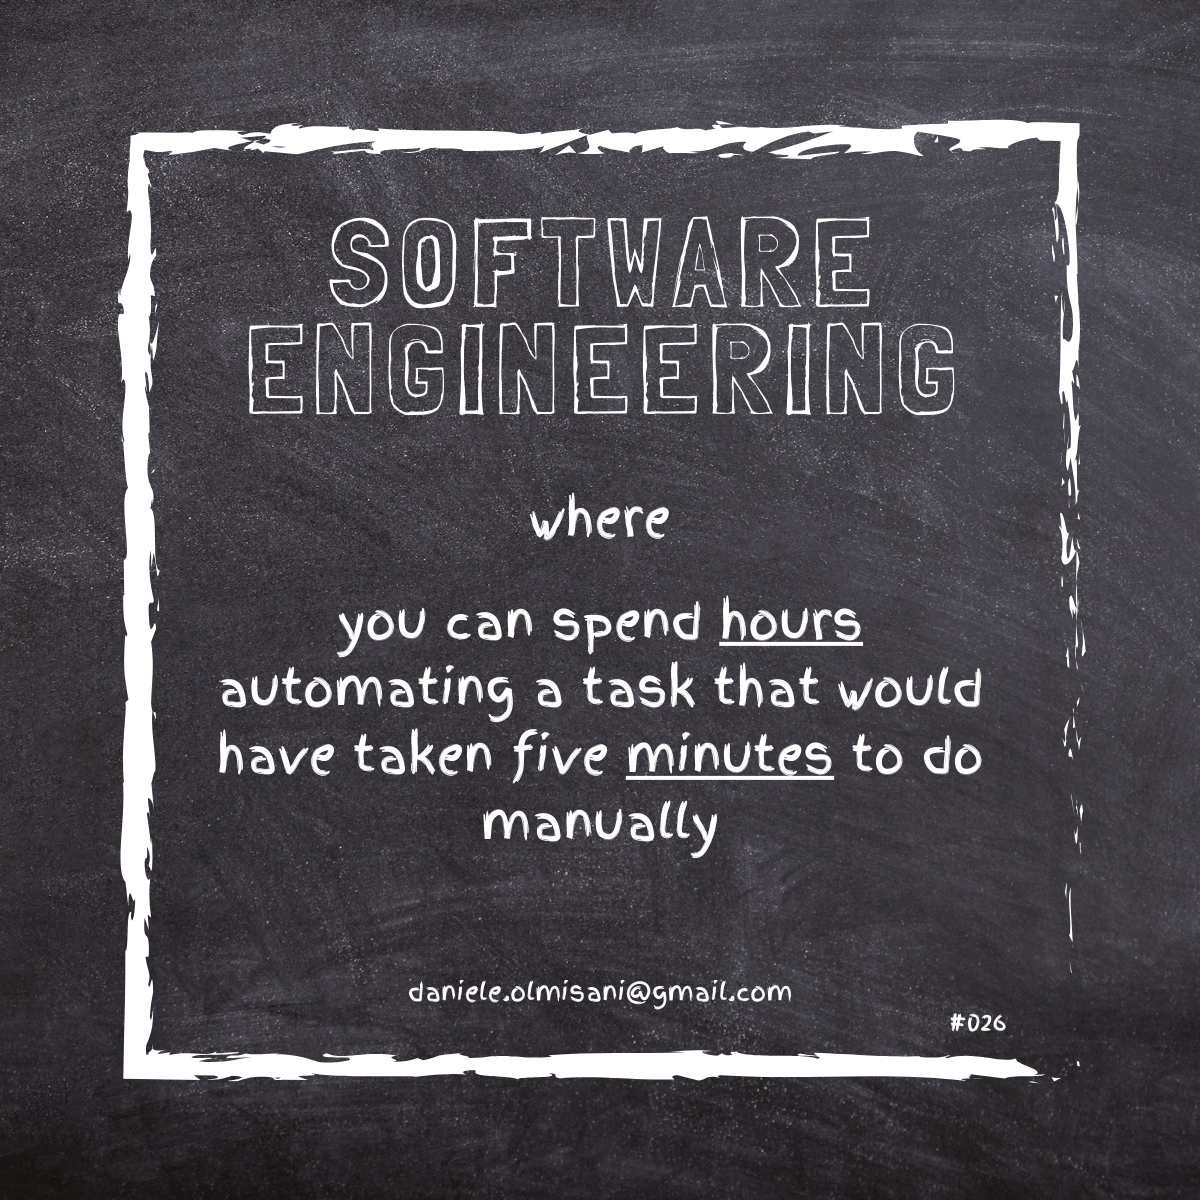 SOFTWARE
ENGINEERING
where
you can spend hours
automating a task that would
have taken five minutes to do
manually
daniele.olmisani@gmail.com
#026